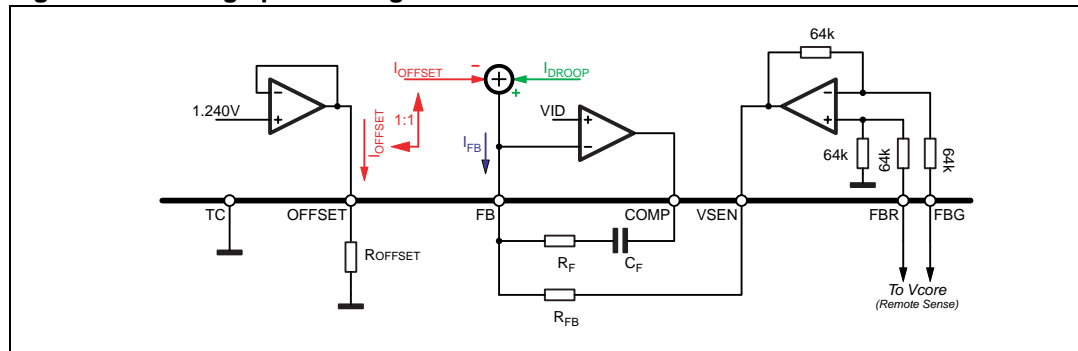 64k
IOFFSET
−
+
IDROOP
+
−
+
1.240V
IOFFSET
1:1
VID
+
−
IFB
−
+
64k
64k
64k
TC
OFFSET
FB
COMP
VSEN
FBR
FBG
ROFFSET
RF
CF
RFB
To Vcore
(Remote Sense)